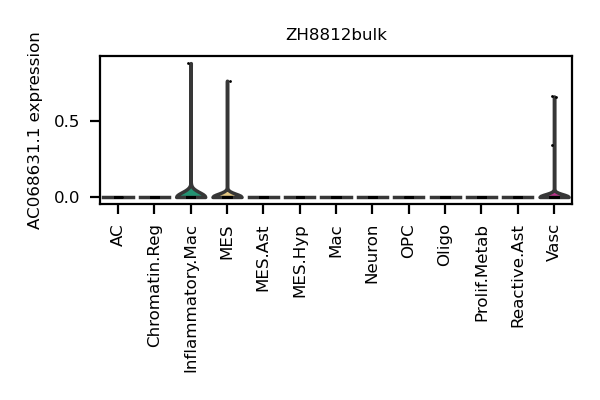 ZH8812bulk
AC068631.1 expression
0.5
0.0
AC
Chromatin.Reg
Inflammatory.Mac
MES
MES.Ast
MES.Hyp
Mac
Neuron
OPC
Oligo
Prolif.Metab
Reactive.Ast
Vasc